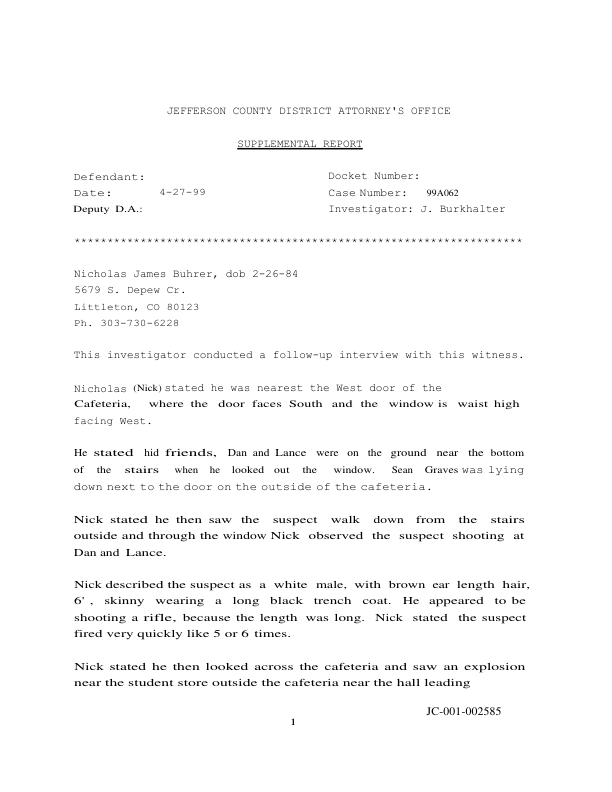 JEFFERSON COUNTY DISTRICT ATTORNEY'S OFFICE
SUPPLEMENTAL REPORT
Defendant: Docket Number:
Date: 4-27-99 Case Number: 99A062
Deputy D.A.: Investigator: J. Burkhalter
********************************************************************
Nicholas James Buhrer, dob 2-26-84
5679 S. Depew Cr.
Littleton, CO 80123
Ph. 303-730-6228
This investigator conducted a follow-up interview with this witness.
Nicholas (Nick) stated he was nearest the West door of the
Cafeteria, where the door faces South and the window is waist high
facing West.
He stated hid friends, Dan and Lance were on the ground near the bottom
of the stairs when he looked out the window. Sean Graves was lying
down next to the door on the outside of the cafeteria.
Nick stated he then saw the suspect walk down from the stairs
outside and through the window Nick observed the suspect shooting at
Dan and Lance.
Nick described the suspect as a white male, with brown ear length hair,
6', skinny wearing a long black trench coat. He appeared to be
shooting a rifle, because the length was long. Nick stated the suspect
fired very quickly like 5 or 6 times.
Nick stated he then looked across the cafeteria and saw an explosion
near the student store outside the cafeteria near the hall leading
JC-001-002585
1